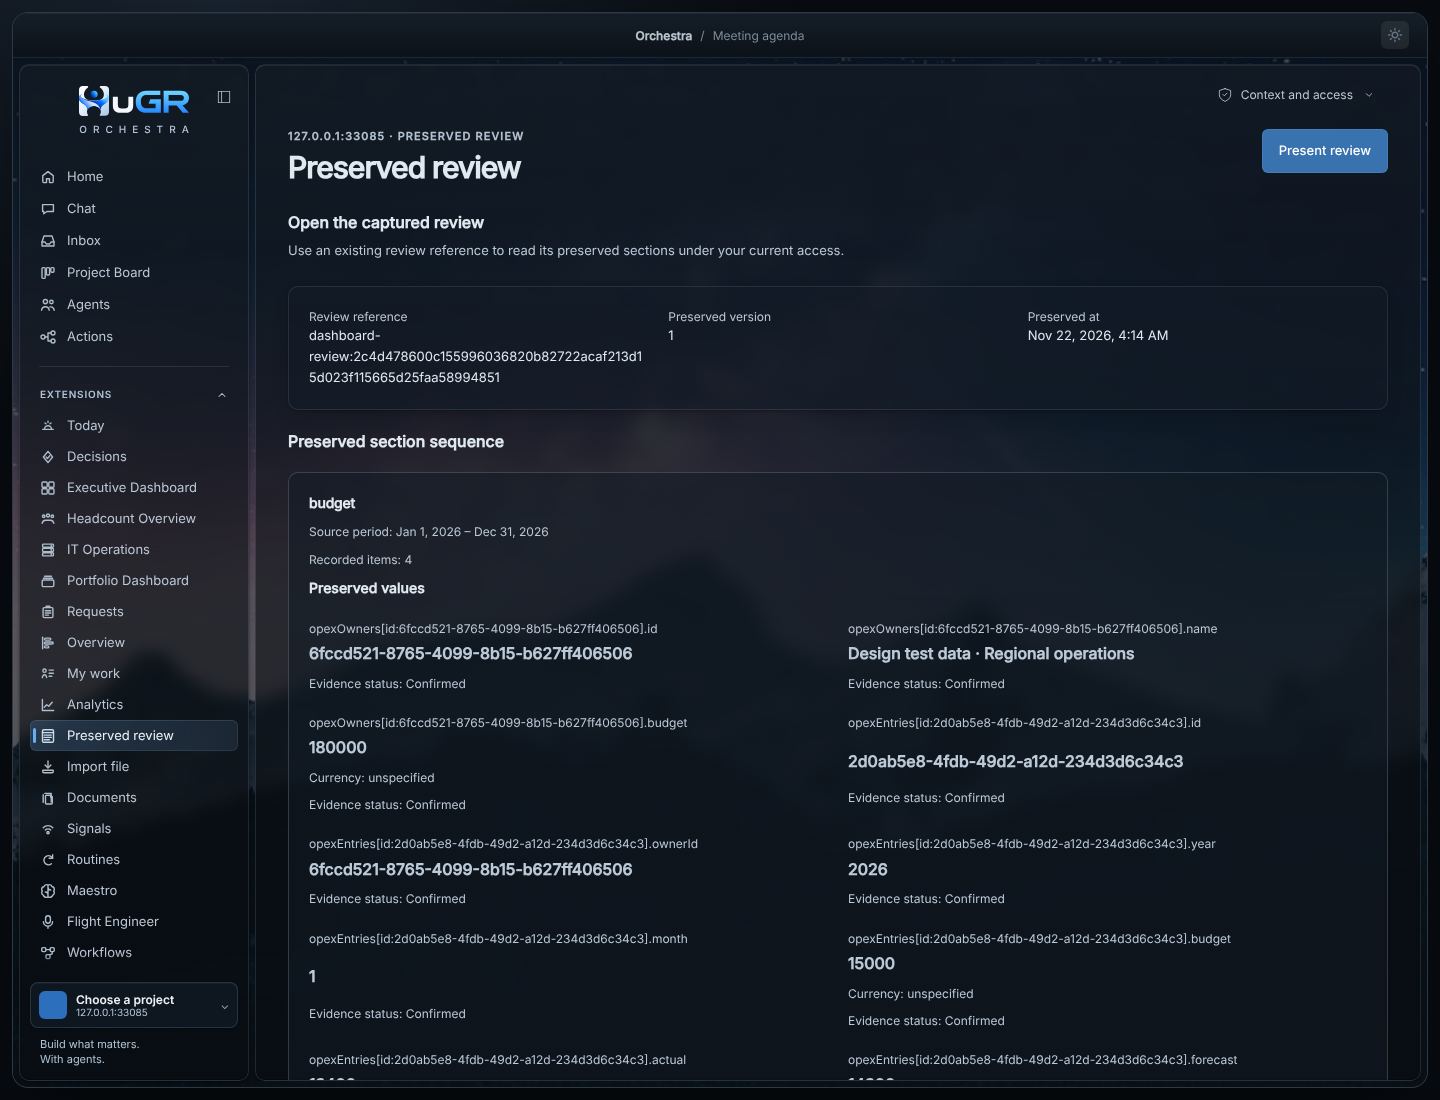 Orchestra / Meeting agenda
HuGR
ORCHESTRA
Home
Chat
Inbox
Project Board
Agents
Actions
EXTENSIONS
Today
Decisions
Executive Dashboard
Headcount Overview
IT Operations
Portfolio Dashboard
Requests
Overview
My work
Analytics
Preserved review
Import file
Documents
Signals
Routines
Maestro
Flight Engineer
Workflows
Choose a project
127.0.0.1:33085
Build what matters.
With agents.
Context and access
127.0.0.1:33085 · PRESERVED REVIEW
Preserved review
Present review
Open the captured review
Use an existing review reference to read its preserved sections under your current access.
Review reference
dashboard-
review:2c4d478600c155996036820b82722acaf213d1
5d023f115665d25faa58994851
Preserved version
1
Preserved at
Nov 22, 2026, 4:14 AM
Preserved section sequence
budget
Source period: Jan 1, 2026 – Dec 31, 2026
Recorded items: 4
Preserved values
opexOwners[id:6fccd521-8765-4099-8b15-b627ff406506].id
6fccd521-8765-4099-8b15-b627ff406506
Evidence status: Confirmed
opexOwners[id:6fccd521-8765-4099-8b15-b627ff406506].name
Design test data · Regional operations
Evidence status: Confirmed
opexOwners[id:6fccd521-8765-4099-8b15-b627ff406506].budget
180000
Currency: unspecified
Evidence status: Confirmed
opexEntries[id:2d0ab5e8-4fdb-49d2-a12d-234d3d6c34c3].id
2d0ab5e8-4fdb-49d2-a12d-234d3d6c34c3
Evidence status: Confirmed
opexEntries[id:2d0ab5e8-4fdb-49d2-a12d-234d3d6c34c3].ownerId
6fccd521-8765-4099-8b15-b627ff406506
Evidence status: Confirmed
opexEntries[id:2d0ab5e8-4fdb-49d2-a12d-234d3d6c34c3].year
2026
Evidence status: Confirmed
opexEntries[id:2d0ab5e8-4fdb-49d2-a12d-234d3d6c34c3].month
1
Evidence status: Confirmed
opexEntries[id:2d0ab5e8-4fdb-49d2-a12d-234d3d6c34c3].budget
15000
Currency: unspecified
Evidence status: Confirmed
opexEntries[id:2d0ab5e8-4fdb-49d2-a12d-234d3d6c34c3].actual
opexEntries[id:2d0ab5e8-4fdb-49d2-a12d-234d3d6c34c3].forecast